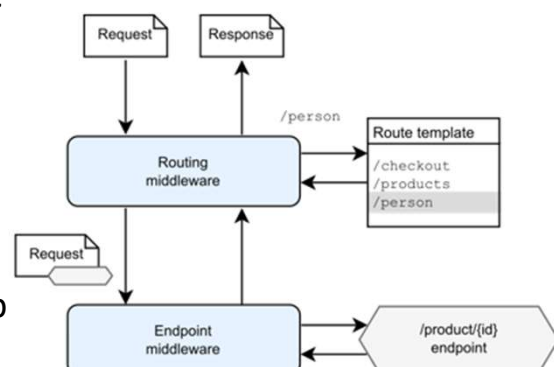 Request
Response
/person
Route template
Routing
middleware
/checkout
/products
/person
Request
Endpoint
middleware
/product/{id}
endpoint